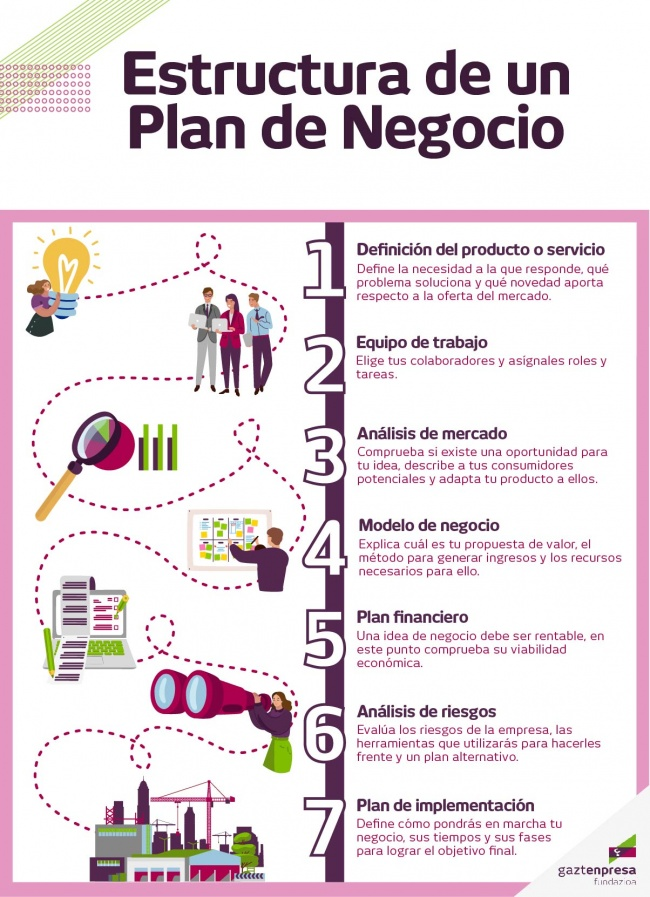 Estructura de un
Plan de Negocio
1
Definición del producto o servicio
Define la necesidad a la que responde, qué
problema soluciona y qué novedad aporta
respecto a la oferta del mercado.
2
Equipo de trabajo
Elige tus colaboradores y asígnales roles y
tareas.
3
Análisis de mercado
Comprueba si existe una oportunidad para
tu idea, describe a tus consumidores
potenciales y adapta tu producto a ellos.
4
Modelo de negocio
Explica cuál es tu propuesta de valor, el
método para generar ingresos y los recursos
necesarios para ello.
5
Plan financiero
Una idea de negocio debe ser rentable, en
este punto comprueba su viabilidad
económica.
6
Análisis de riesgos
Evalúa los riesgos de la empresa, las
herramientas que utilizarás para hacerles
frente y un plan alternativo.
7
Plan de implementación
Define cómo pondrás en marcha tu
negocio, sus tiempos y sus fases
para lograr el objetivo final.
gaztenpresa
fundazioa